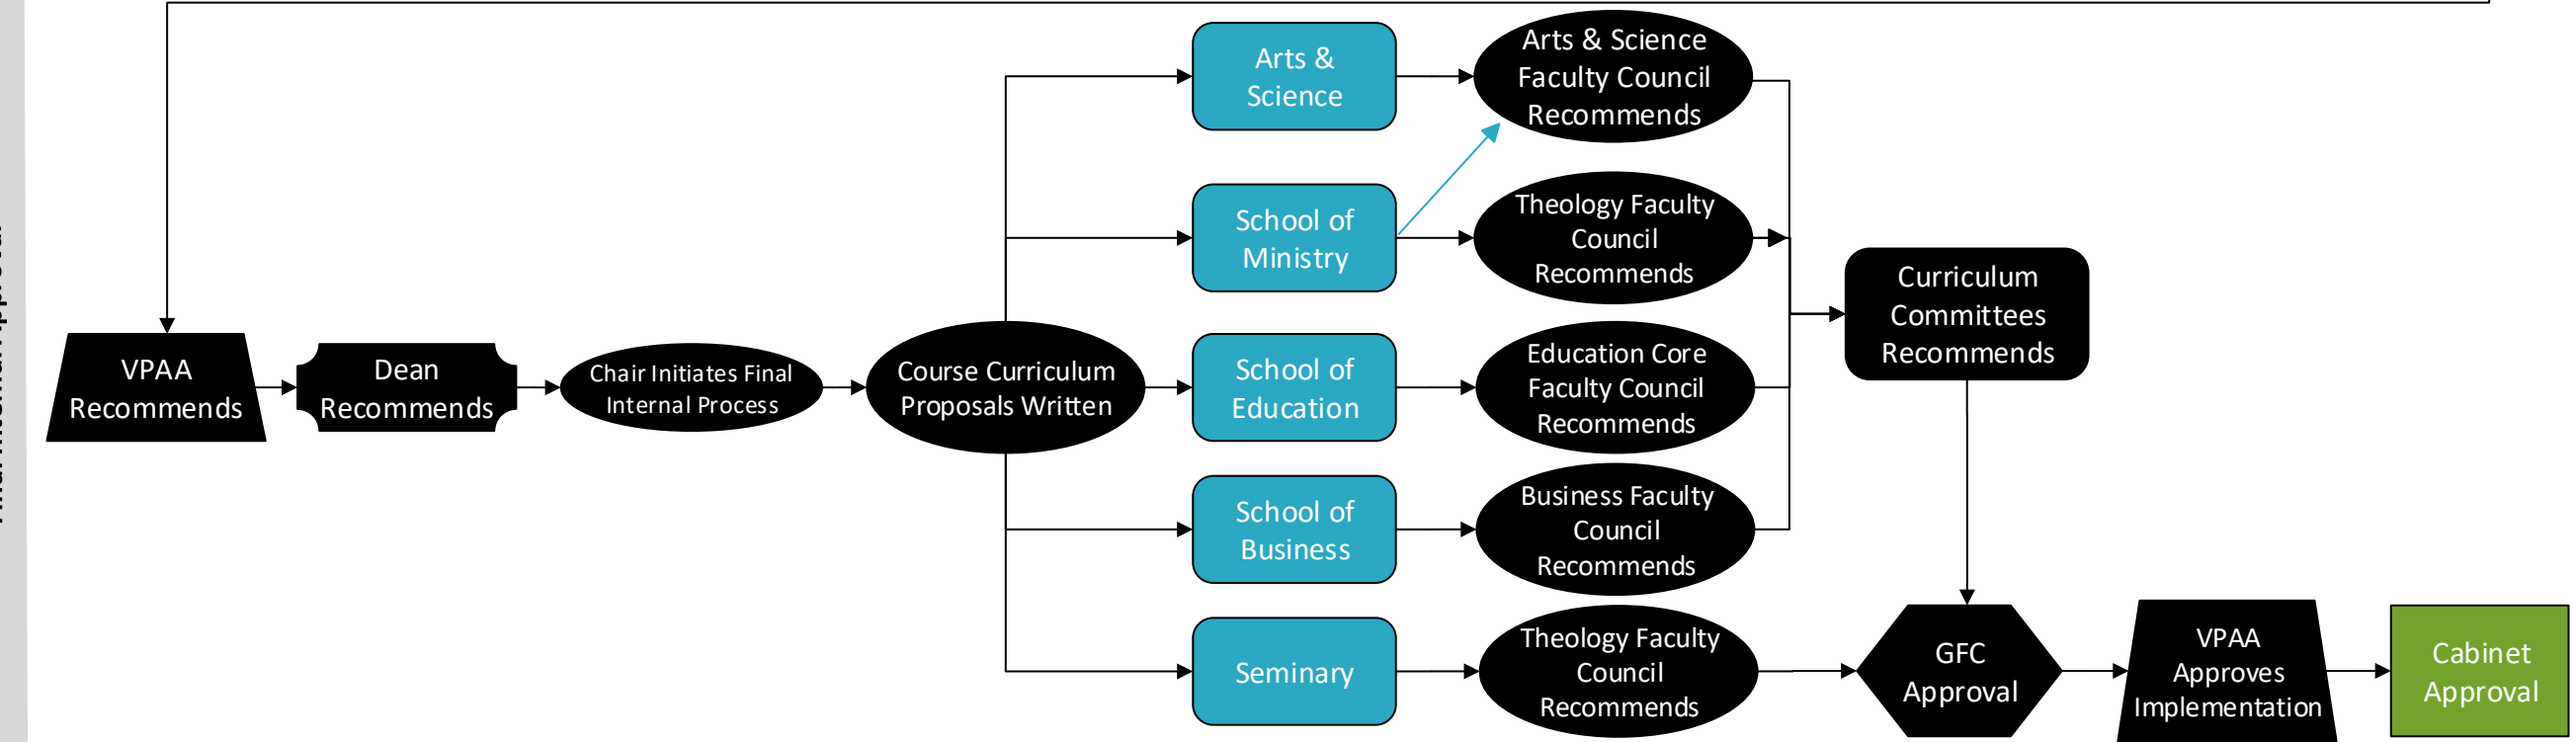 Arts &
Science
Arts & Science
Faculty Council
Recommends
School of
Ministry
Theology Faculty
Council
Recommends
Curriculum
Committees
Recommends
VPAA
Recommends
Dean
Recommends
Chair Initiates Final
Internal Process
Course Curriculum
Proposals Written
School of
Education
Education Core
Faculty Council
Recommends
School of
Business
Business Faculty
Council
Recommends
Seminary
Theology Faculty
Council
Recommends
GFC
Approval
VPAA
Approves
Implementation
Cabinet
Approval